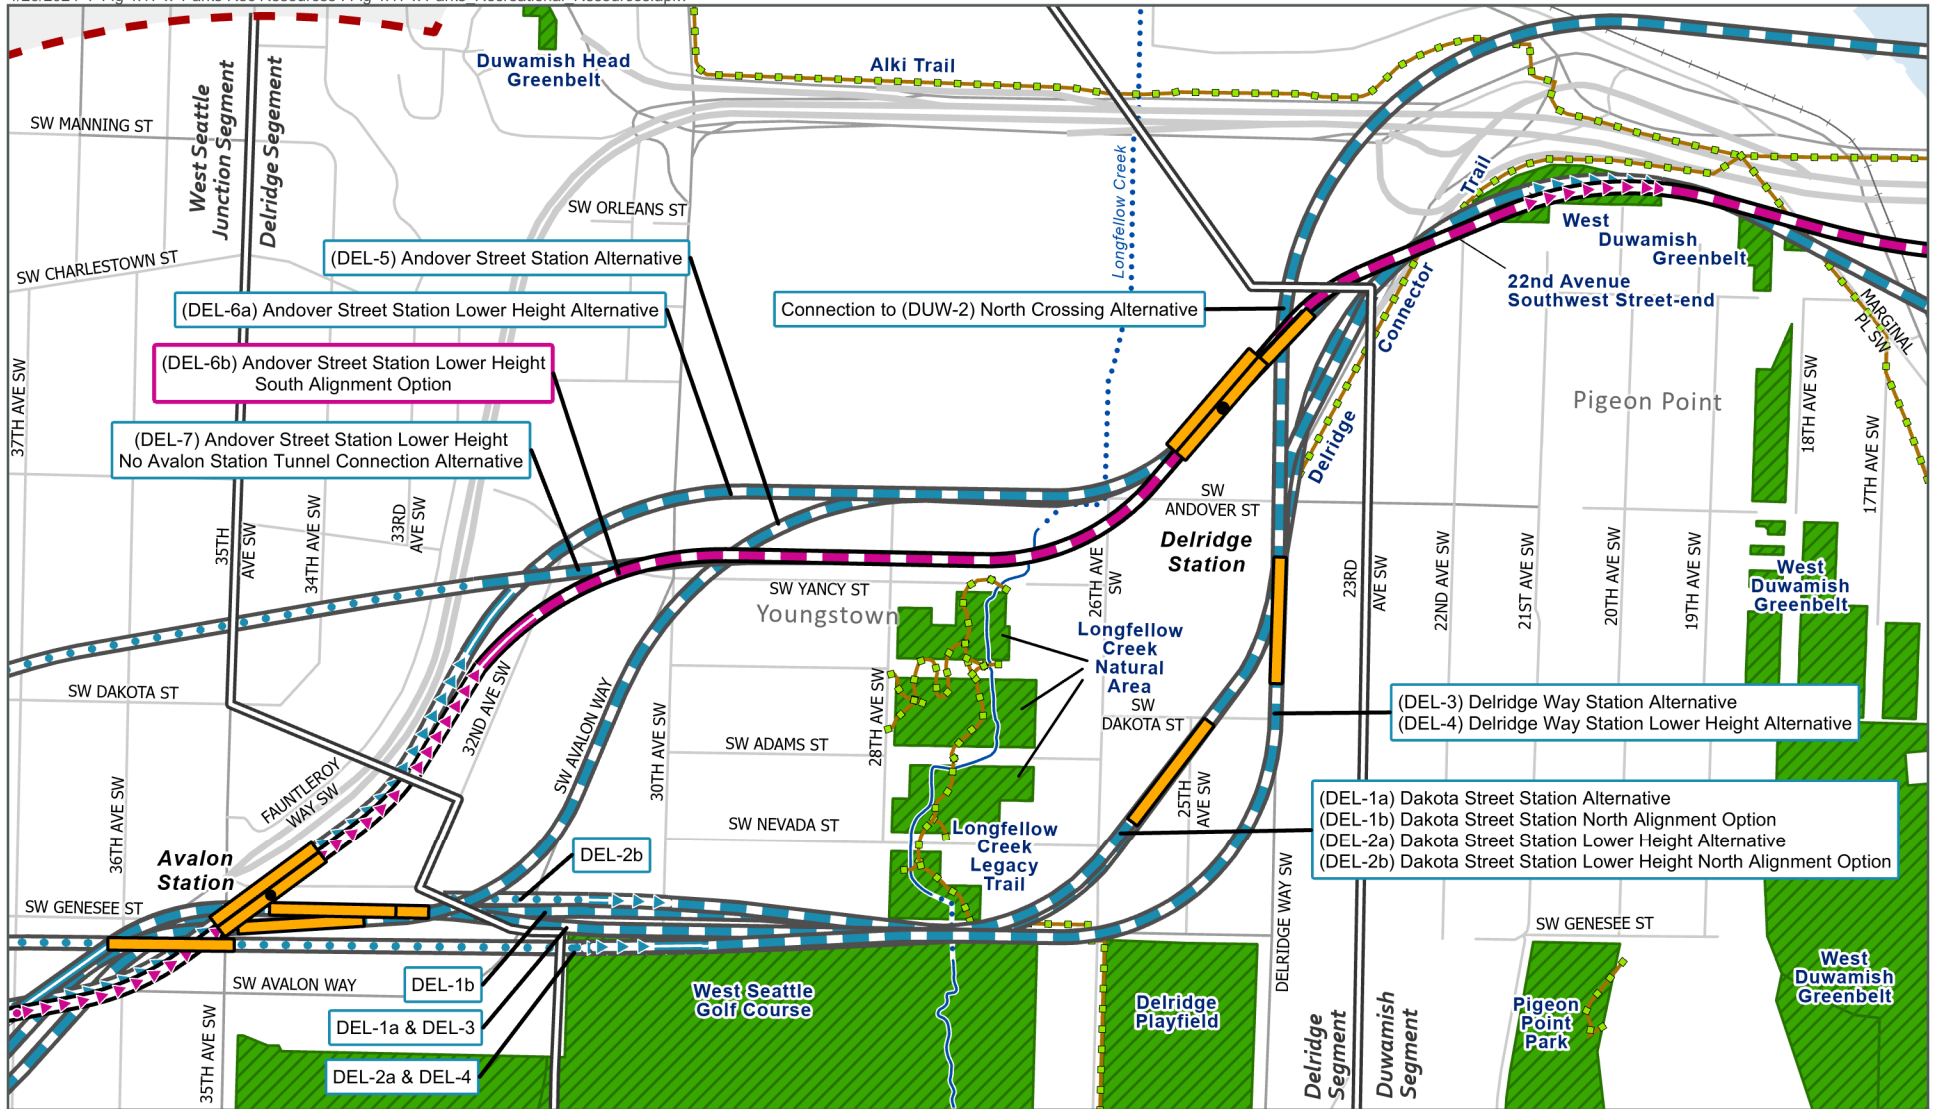 Duwamish Head
Greenbelt
Alki Trail
West Seattle
Junction Segment
Delridge Segement
SW MANNING ST
SW ORLEANS ST
Longfellow Creek
Trail
SW CHARLESTOWN ST
(DEL-5) Andover Street Station Alternative
(DEL-6a) Andover Street Station Lower Height Alternative
Connection to (DUW-2) North Crossing Alternative
West
Duwamish
Greenbelt
22nd Avenue
Southwest Street-end
Connector
Delridge
MARGINAL
PL SW
(DEL-6b) Andover Street Station Lower Height
South Alignment Option
(DEL-7) Andover Street Station Lower Height
No Avalon Station Tunnel Connection Alternative
37TH AVE SW
Pigeon Point
18TH AVE SW
17TH AVE SW
35TH
AVE SW
34TH AVE SW
33RD
AVE SW
SW
ANDOVER ST
Delridge
Station
23RD
AVE SW
22ND AVE SW
21ST AVE SW
20TH AVE SW
19TH AVE SW
West
Duwamish
Greenbelt
SW YANCY ST
Youngstown
26TH AVE
SW
Longfellow
Creek
Natural
Area
SW
DAKOTA ST
SW DAKOTA ST
32ND AVE SW
SW AVALON WAY
30TH AVE SW
28TH AVE SW
SW ADAMS ST
(DEL-3) Delridge Way Station Alternative
(DEL-4) Delridge Way Station Lower Height Alternative
25TH
AVE SW
FAUNTLEROY
WAY SW
36TH AVE SW
SW NEVADA ST
Longfellow
Creek
Legacy
Trail
(DEL-1a) Dakota Street Station Alternative
(DEL-1b) Dakota Street Station North Alignment Option
(DEL-2a) Dakota Street Station Lower Height Alternative
(DEL-2b) Dakota Street Station Lower Height North Alignment Option
Avalon
Station
DEL-2b
SW GENESEE ST
DELRIDGE WAY SW
SW GENESEE ST
SW AVALON WAY
DEL-1b
DEL-1a & DEL-3
DEL-2a & DEL-4
35TH AVE SW
West Seattle
Golf Course
Delridge
Playfield
Delridge
Segment
Duwamish
Segment
Pigeon
Point
Park
West
Duwamish
Greenbelt